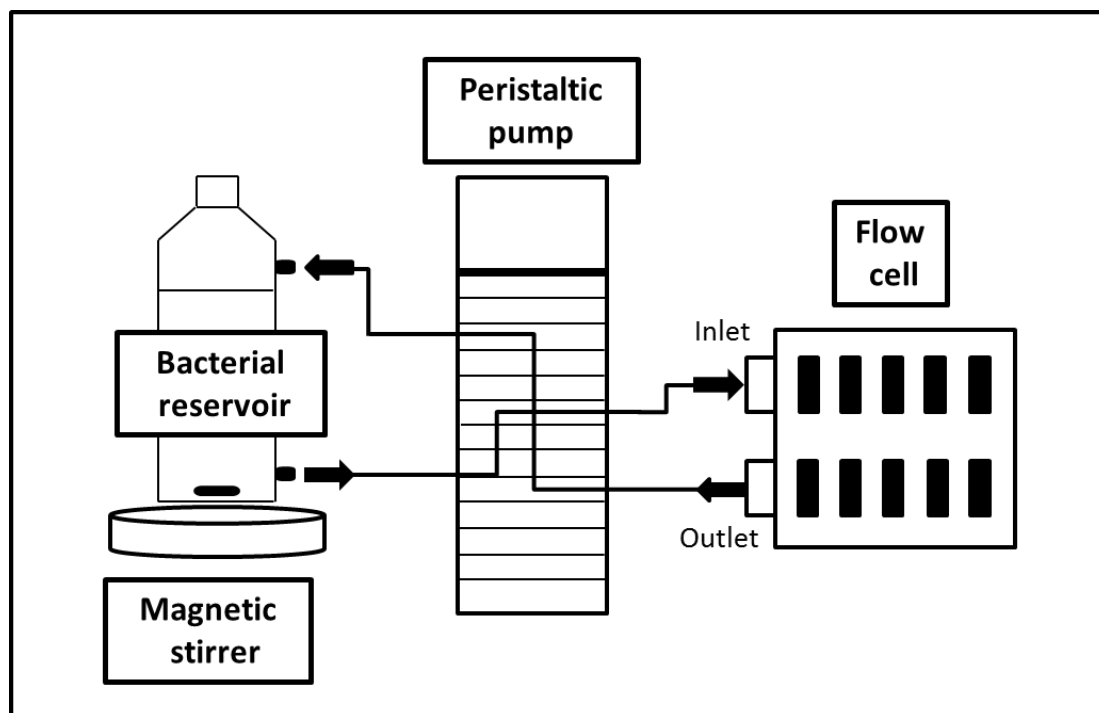 Peristaltic
pump
Flow
cell
Inlet
Bacterial
reservoir
Outlet
Magnetic
stirrer